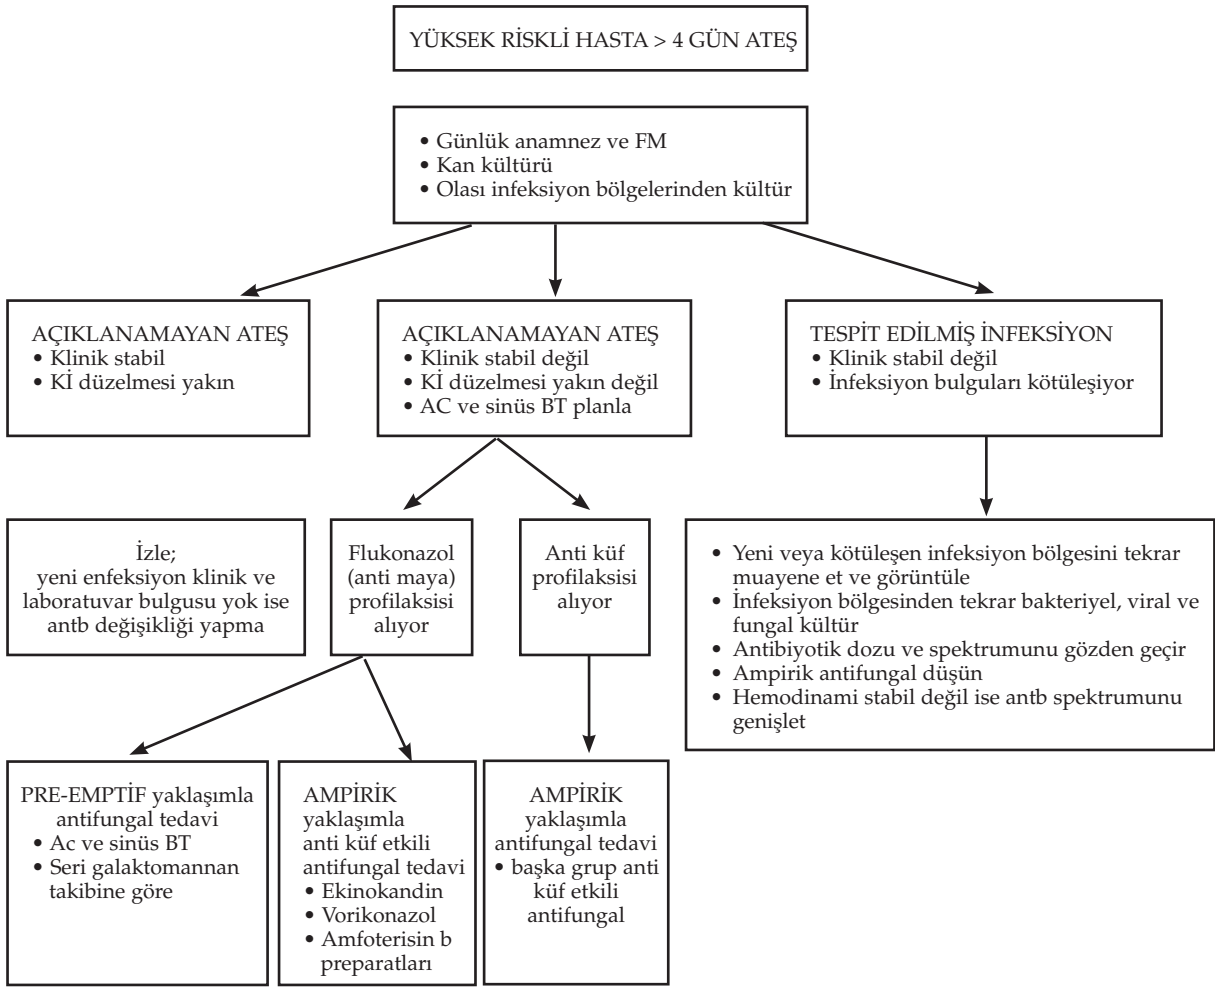 YÜKSEK RİSKLİ HASTA > 4 GÜN ATEŞ
• Günlük anamnez ve FM
• Kan kültürü
• Olası infeksiyon bölgelerinden kültür
AÇIKLANAMAYAN ATEŞ
• Klinik stabil
• Kİ düzelmesi yakın
AÇIKLANAMAYAN ATEŞ
• Klinik stabil değil
• Kİ düzelmesi yakın değil
• AC ve sinüs BT planla
TESPİT EDİLMİŞ İNFEKSİYON
• Klinik stabil değil
• İnfeksiyon bulguları kötüleşiyor
İzle;
yeni enfeksiyon klinik ve
laboratuvar bulgusu yok ise
antb değişikliği yapma
Flukonazol
(anti maya)
profilaksisi
alıyor
Anti küf
profilaksisi
alıyor
• Yeni veya kötüleşen infeksiyon bölgesini tekrar
muayene et ve görüntüle
• İnfeksiyon bölgesinden tekrar bakteriyel, viral ve
fungal kültür
• Antibiyotik dozu ve spektrumunu gözden geçir
• Ampirik antifungal düşün
• Hemodinami stabil değil ise antb spektrumunu
genişlet
PRE-EMPTİF yaklaşımla
antifungal tedavi
• Ac ve sinüs BT
• Seri galaktomannan
takibine göre
AMPİRİK
yaklaşımla
anti küf etkili
antifungal tedavi
• Ekinokandin
• Vorikonazol
• Amfoterisin b
preparatları
AMPİRİK
yaklaşımla
antifungal tedavi
• başka grup anti
küf etkili
antifungal